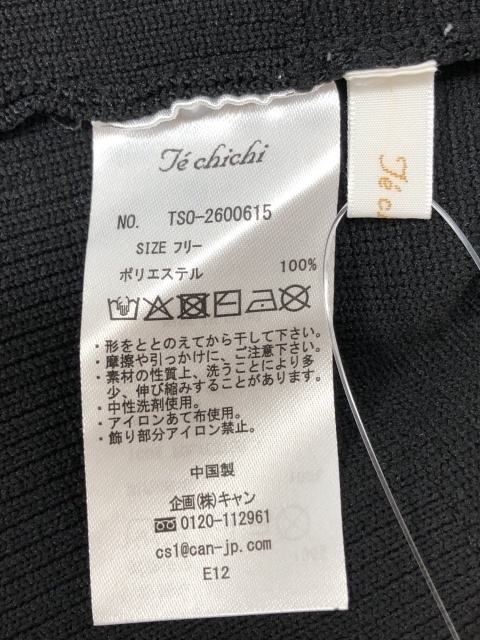 Té chichi
NO. TSO-2600615
SIZE フリー
ポリエステル 100%
・形をととのえてから干して下さい。
・摩擦や引っかけに、ご注意下さい。
・素材の性質上、洗うことにより多
少、伸び縮みすることがあります。
・中性洗剤使用。
・アイロンあて布使用。
・飾り部分アイロン禁止。
中国製
企画(株)キャン
0120-112961
cs1@can-jp.com
E12
Té c